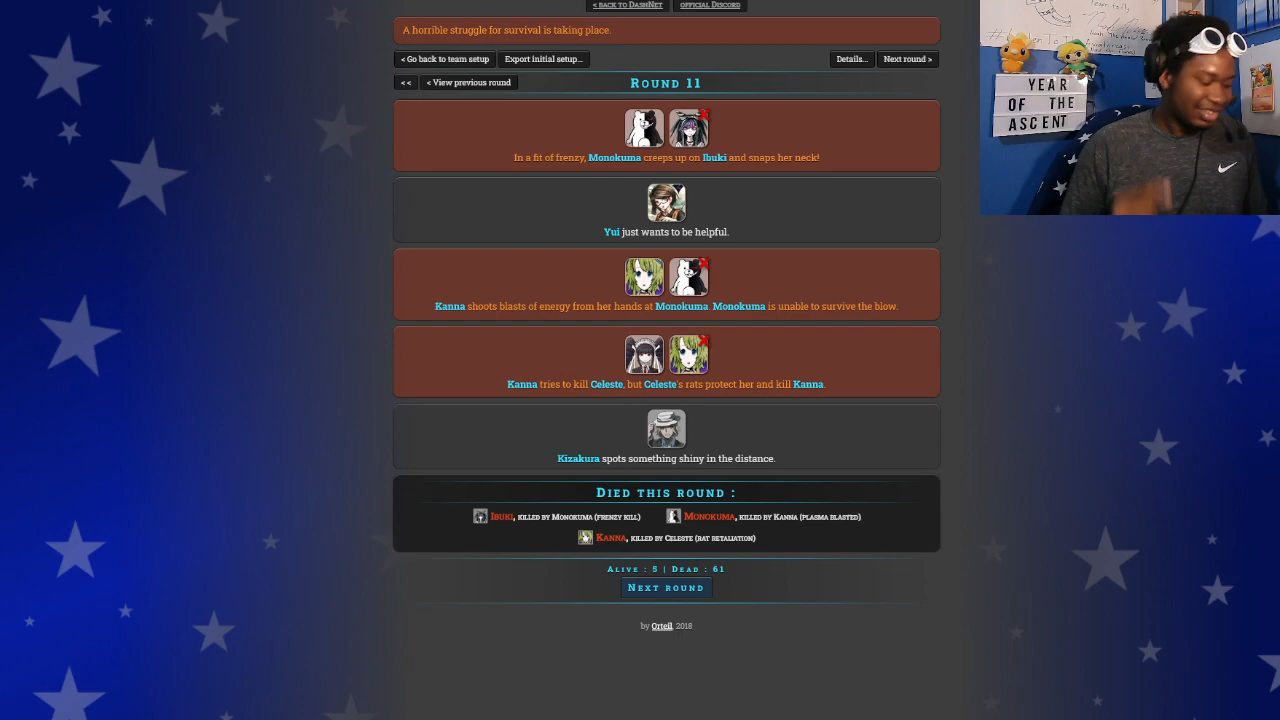 < BACK TO DASHNET
OFFICIAL DISCORD
A horrible struggle for survival is taking place.
< Go back to team setup
Export initial setup...
Details...
Next round >
<<
< View previous round
ROUND 11
In a fit of frenzy, Monokuma creeps up on Ibuki and snaps her neck!
Yui just wants to be helpful.
Kanna shoots blasts of energy from her hands at Monokuma. Monokuma is unable to survive the blow.
Kanna tries to kill Celeste, but Celeste's rats protect her and kill Kanna.
Kizakura spots something shiny in the distance.
DIED THIS ROUND :
IBUKI, KILLED BY MONOKUMA (FRENZY KILL)
MONOKUMA, KILLED BY KANNA (PLASMA BLASTED)
KANNA, KILLED BY CELESTE (RAT RETALIATION)
ALIVE : 5 | DEAD : 61
NEXT ROUND
by Orteil, 2018
YEAR
OF THE
ASCENT